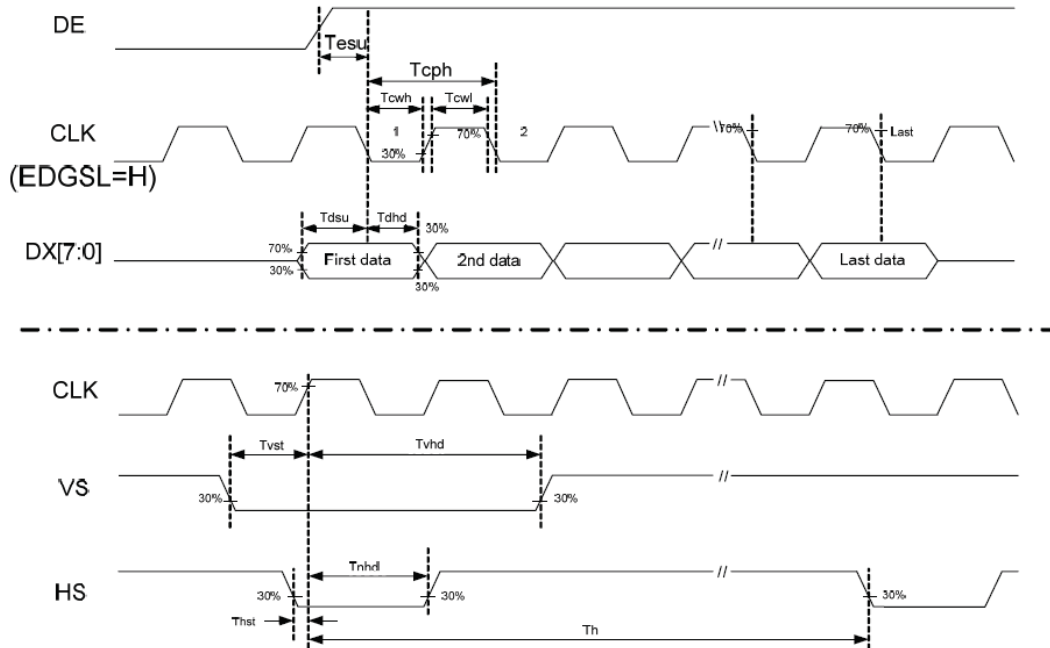 DE
Tesu
Tcph
Tcwh
Tcwl
CLK
(EDGSL=H)
1
70%
2
30%
\\
70%
70%
Last
Tdsu
Tdhd
30%
DX[7:0]
70%
30%
First data
2nd data
//
Last data
30%
CLK
70%
//
Tvst
Tvhd
VS
30%
30%
//
HS
30%
30%
//
30%
Thst
Th